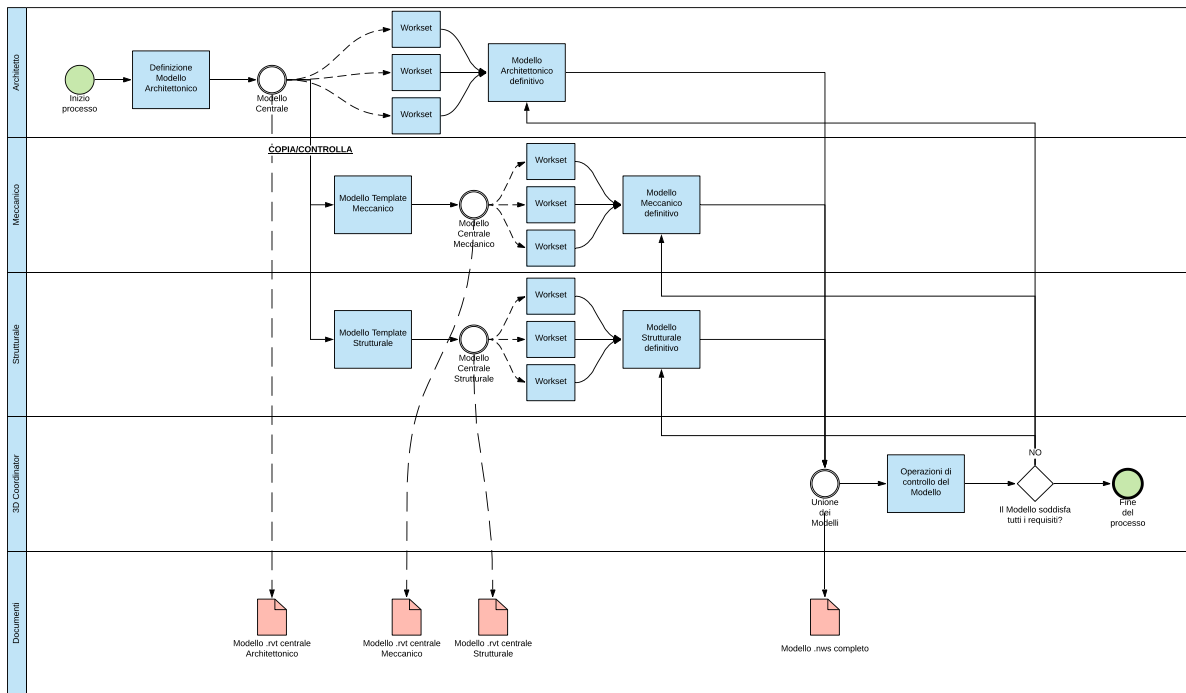 Architetto
Inizio
processo
Definizione
Modello
Architettonico
Modello
Centrale
Workset
Workset
Workset
Modello
Architettonico
definitivo
COPIA/CONTROLLA
Meccanico
Modello Template
Meccanico
Modello
Centrale
Meccanico
Workset
Workset
Workset
Modello
Meccanico
definitivo
Strutturale
Modello Template
Strutturale
Modello
Centrale
Strutturale
Workset
Workset
Workset
Modello
Strutturale
definitivo
3D Coordinator
Unione
dei
Modelli
Operazioni di
controllo del
Modello
NO
Il Modello soddisfa
tutti i requisiti?
Fine
del
processo
Documenti
Modello .rvt centrale
Architettonico
Modello .rvt centrale
Meccanico
Modello .rvt centrale
Strutturale
Modello .nws completo